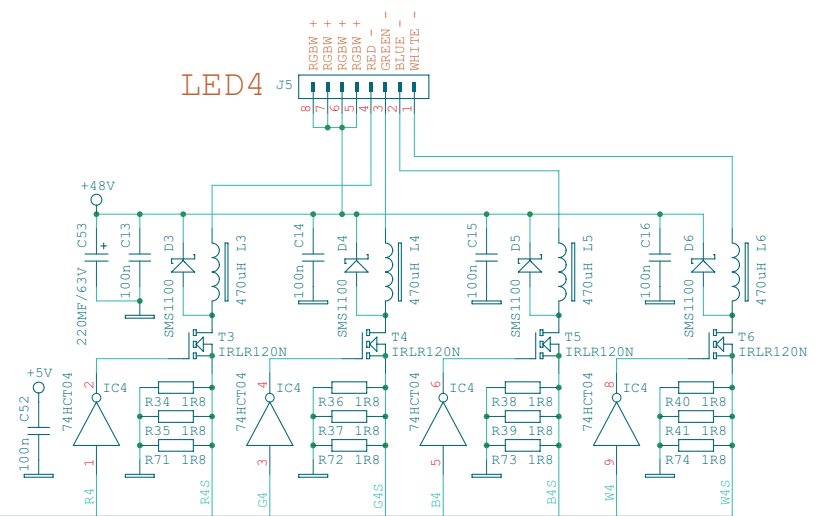 RGBW +
RGBW +
RGBW +
RGBW +
RED -
GREEN -
BLUE -
WHITE -
LED4
J5
8
7
6
5
4
3
2
1
+48V
C53
+
220MF/63V
C13
100n
D3
SMS1100
L3
470uH
C14
100n
D4
SMS1100
L4
470uH
C15
100n
D5
SMS1100
L5
470uH
C16
100n
D6
SMS1100
L6
470uH
T3
IRLR120N
T4
IRLR120N
T5
IRLR120N
T6
IRLR120N
+5V
C52
100n
74HCT04
2
IC4
1
R34 1R8
R35 1R8
R71 1R8
74HCT04
4
IC4
3
R36 1R8
R37 1R8
R72 1R8
74HCT04
6
IC4
5
R38 1R8
R39 1R8
R73 1R8
74HCT04
8
IC4
9
R40 1R8
R41 1R8
R74 1R8
R4
R4S
G4
G4S
B4
B4S
W4
W4S